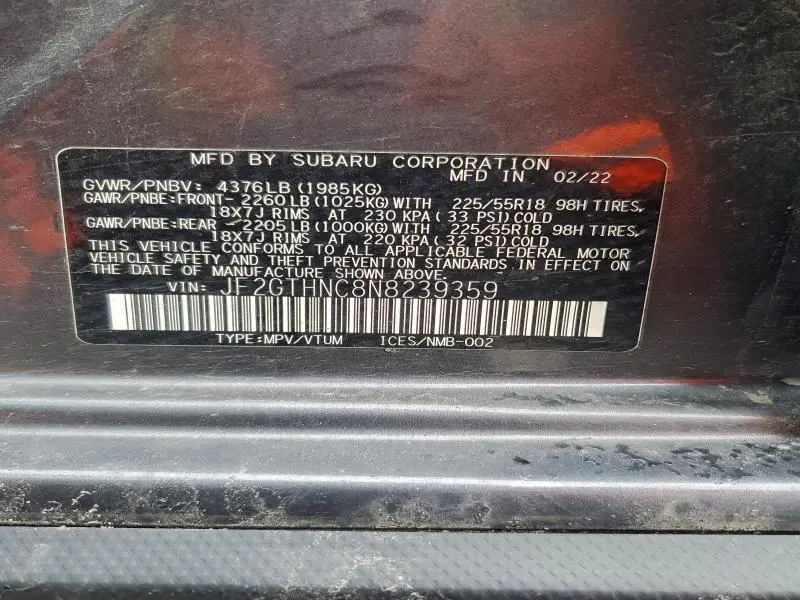 MFD BY SUBARU CORPORATION
MFD IN 02/22
GVWR/PNBV: 4376LB(1985KG)
GAWR/PNBE:FRONT-2260LB(1025KG)WITH 225/55R18 98H TIRES,
18X7J RIMS AT 230 KPA(33 PSI)COLD
GAWR/PNBE:REAR -2205LB(1000KG)WITH 225/55R18 98H TIRES,
18X7J RIMS AT 220 KPA(32 PSI)COLD
THIS VEHICLE CONFORMS TO ALL APPLICABLE FEDERAL MOTOR
VEHICLE SAFETY AND THEFT PREVENTION STANDARDS IN EFFECT ON
THE DATE OF MANUFACTURE SHOWN ABOVE.
VIN: JF2GTHNC8N8239359
TYPE:MPV/VTUM ICES/NMB-002